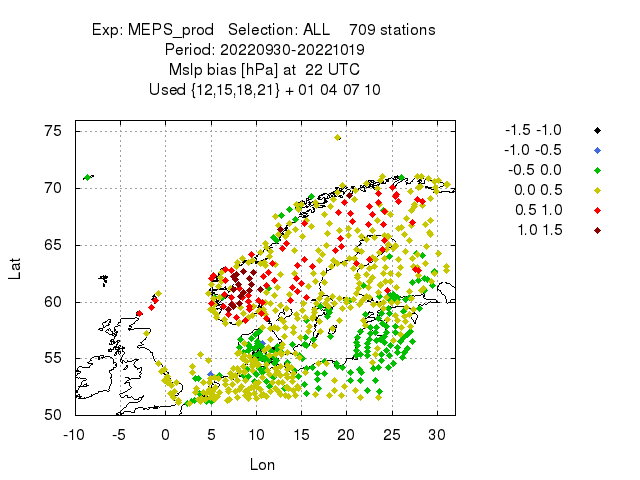 Exp: MEPS_prod   Selection: ALL    709 stations
Period: 20220930-20221019
Mslp bias [hPa] at  22 UTC
Used {12,15,18,21} + 01 04 07 10
75
70
65
60
55
50
Lat
-10 -5 0 5 10 15 20 25 30
Lon
-1.5 -1.0
-1.0 -0.5
-0.5 0.0
0.0 0.5
0.5 1.0
1.0 1.5